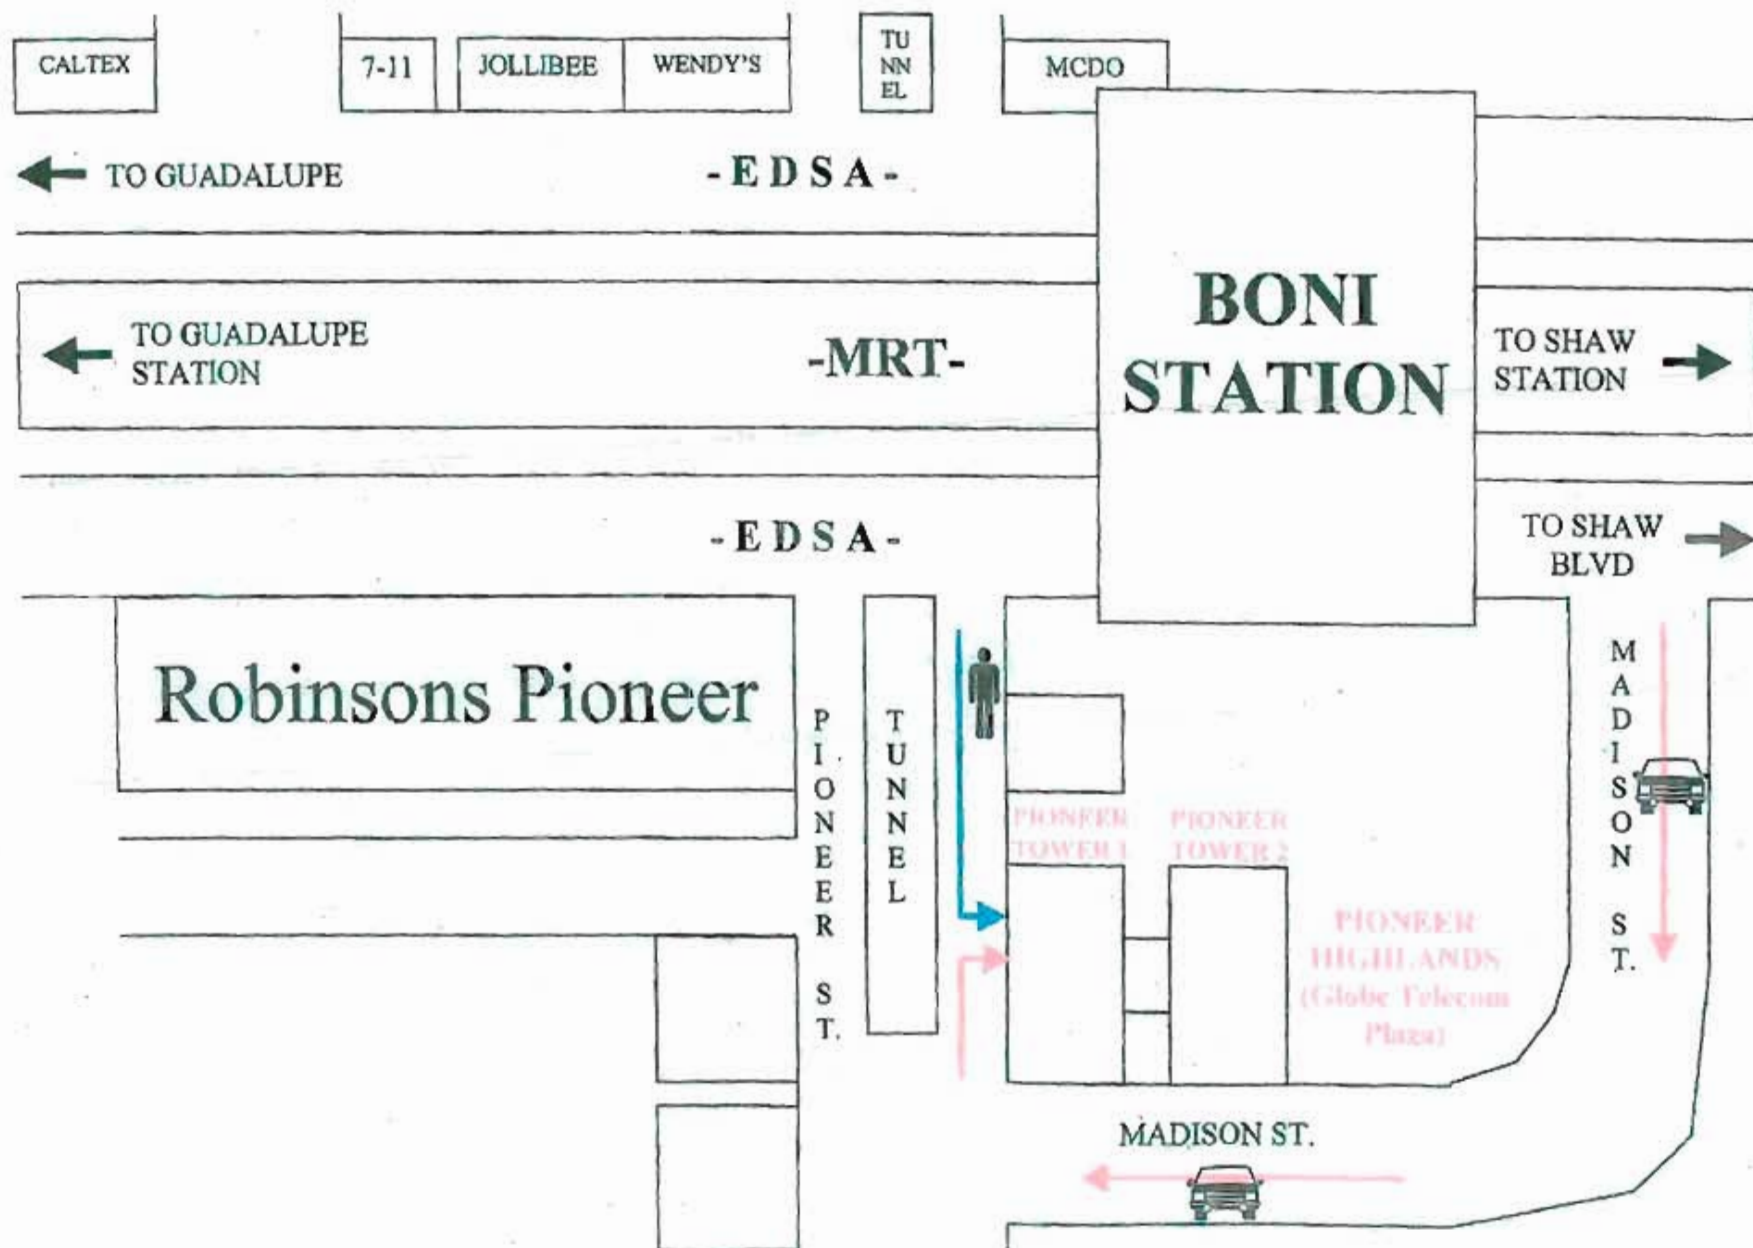 CALTEX
7-11
JOLLIBEE
WENDY'S
TU
NN
EL
MCDO
TO GUADALUPE
-EDSA-
TO GUADALUPE
STATION
-MRT-
BONI
STATION
TO SHAW
STATION
-EDSA-
TO SHAW
BLVD
Robinsons Pioneer
PIONEER ST.
TUNNEL
MADISON ST.
PIONEER
TOWER 1
PIONEER
TOWER 2
PIONEER
HIGHLANDS
(Globe Telecom
Plaza)
MADISON ST.